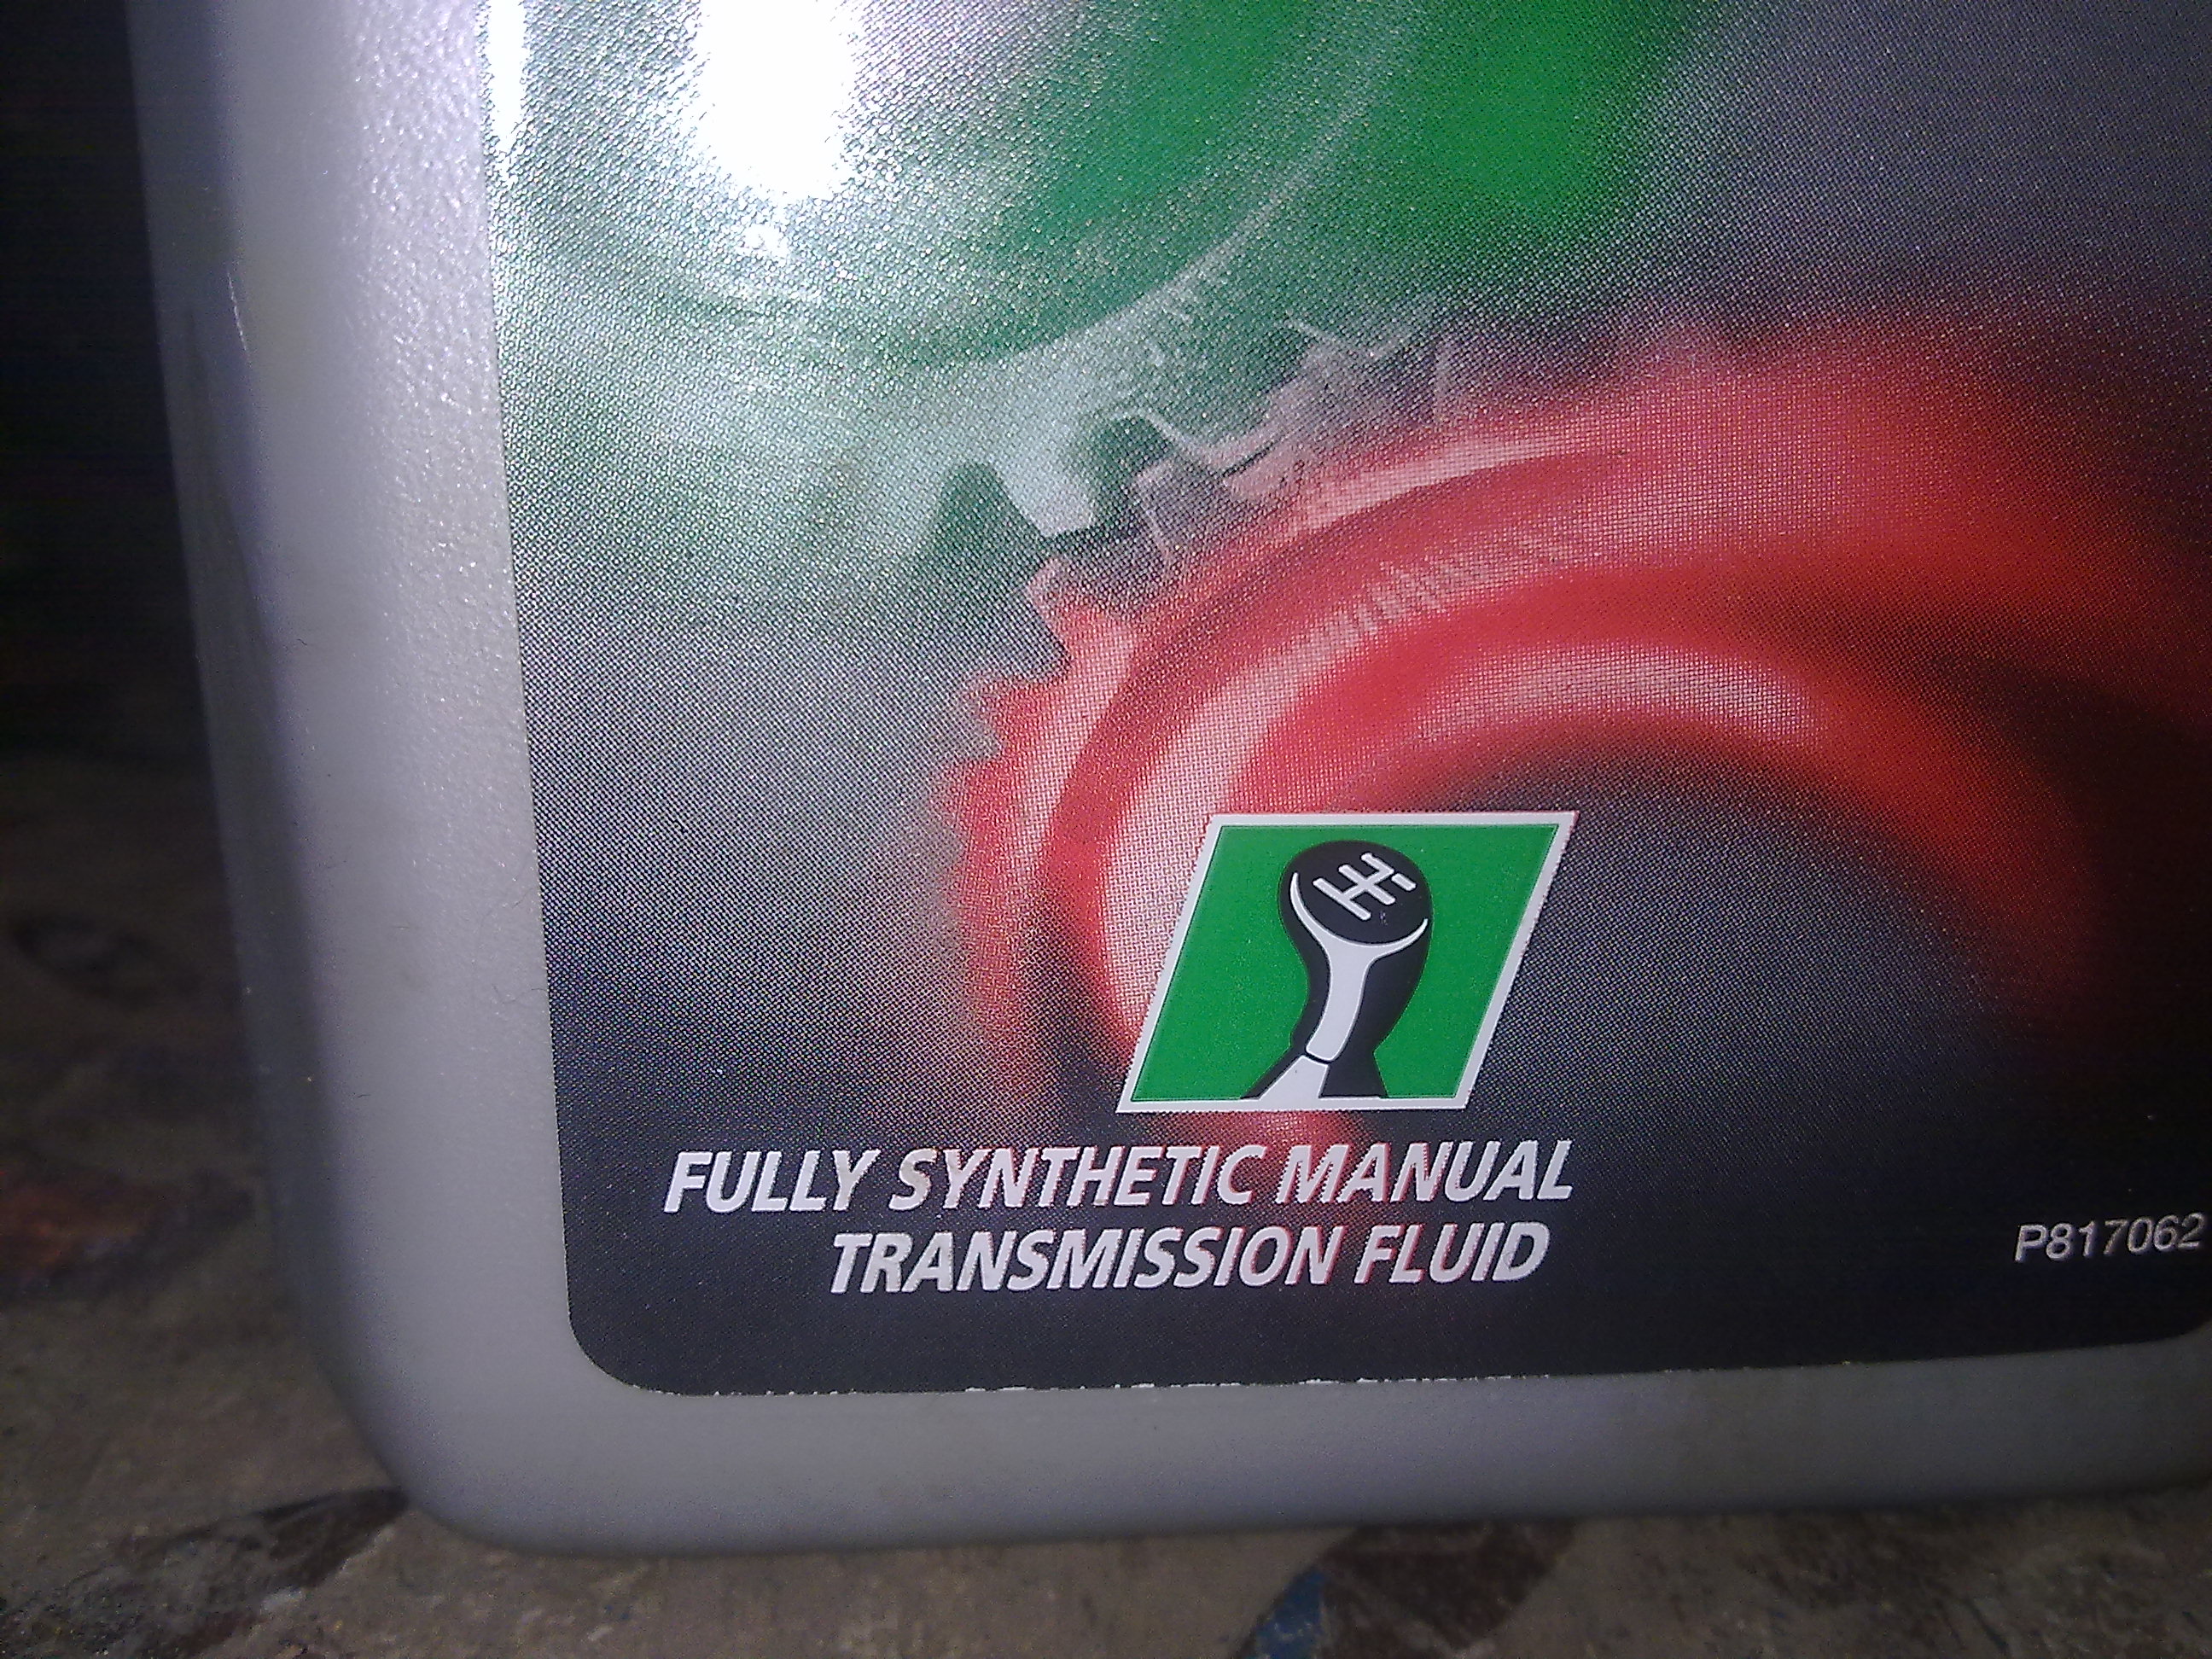 FULLY SYNTHETIC MANUAL
TRANSMISSION FLUID
P817062